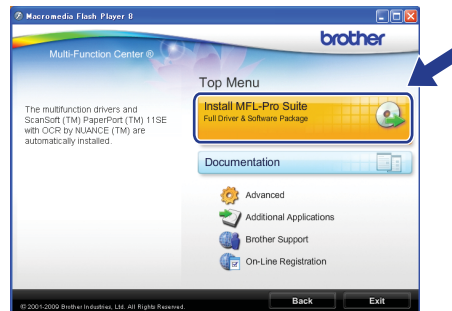 Macromedia Flash Player 8
brother
Multi-Function Center ®
Top Menu
The multifunction drivers and
ScanSoft (TM) PaperPort (TM) 11SE
with OCR by NUANCE (TM) are
automatically installed.
Install MFL-Pro Suite
Full Driver & Software Package
Documentation
Advanced
Additional Applications
Brother Support
On-Line Registration
© 2001-2009 Brother Industries, Ltd. All Rights Reserved.
Back
Exit